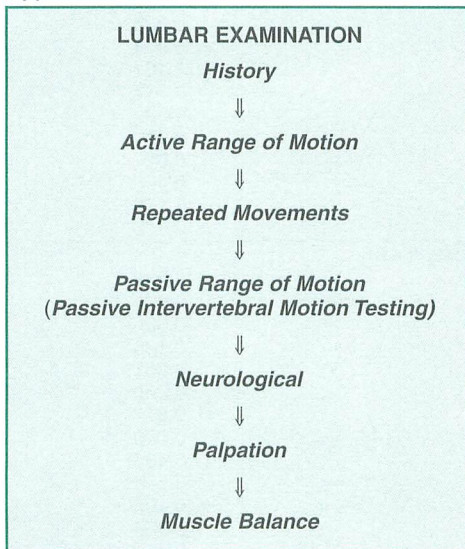 LUMBAR EXAMINATION
History
⇓
Active Range of Motion
⇓
Repeated Movements
⇓
Passive Range of Motion
(Passive Intervertebral Motion Testing)
⇓
Neurological
⇓
Palpation
⇓
Muscle Balance